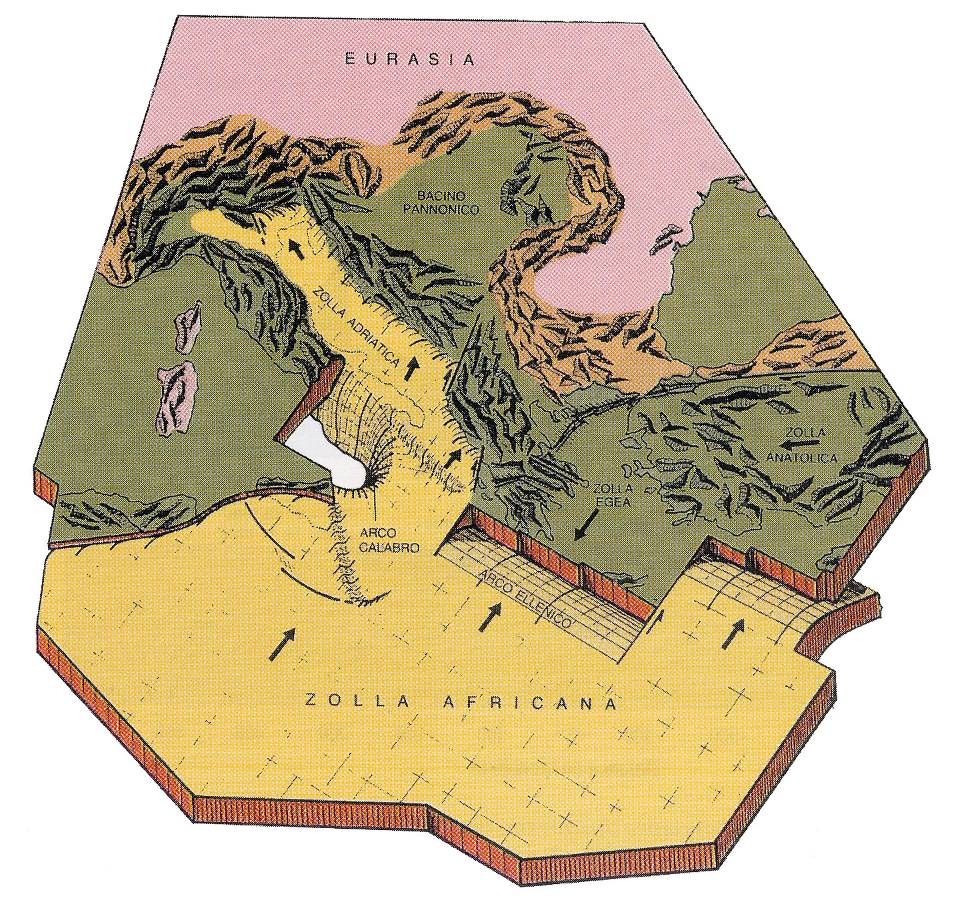 EURASIA
BACINO
PANNONICO
ZOLLA ADRIATICA
ZOLLA
ANATOLICA
ZOLLA
EGEA
ARCO
CALABRO
ARCO ELLENICO
ZOLLA AFRICANA